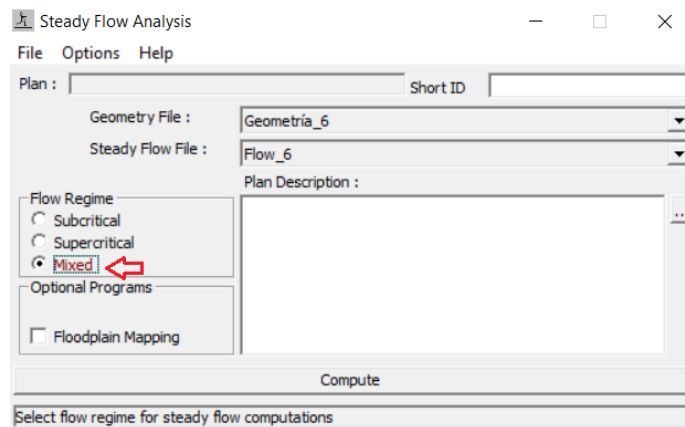 Steady Flow Analysis
File Options Help
Plan : Short ID
Geometry File : Geometría_6
Steady Flow File : Flow_6
Plan Description :
Flow Regime
Subcritical
Supercritical
Mixed
Optional Programs
Floodplain Mapping
...
Compute
Select flow regime for steady flow computations